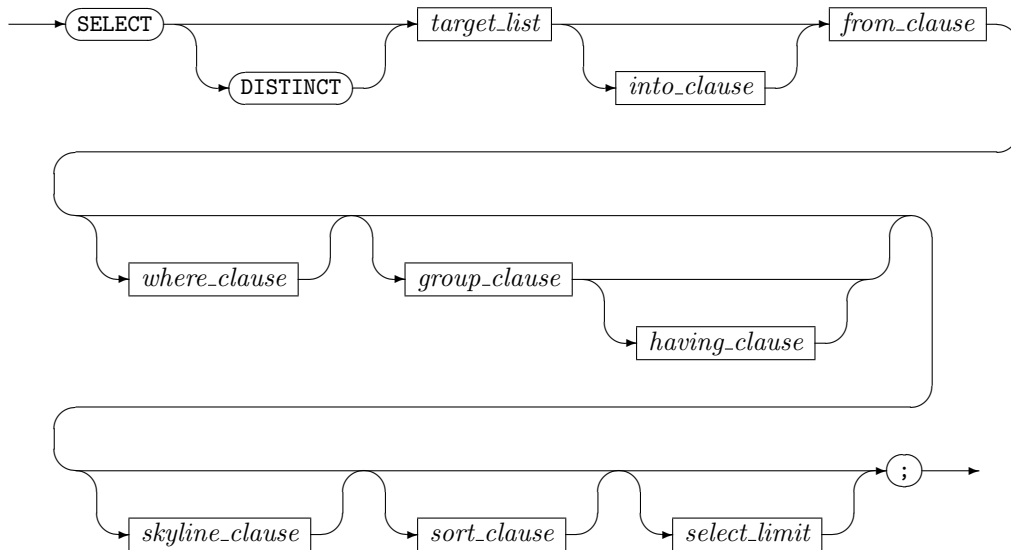 SELECT target_list from_clause
DISTINCT into_clause
where_clause group_clause
having_clause
;
skyline_clause sort_clause select_limit